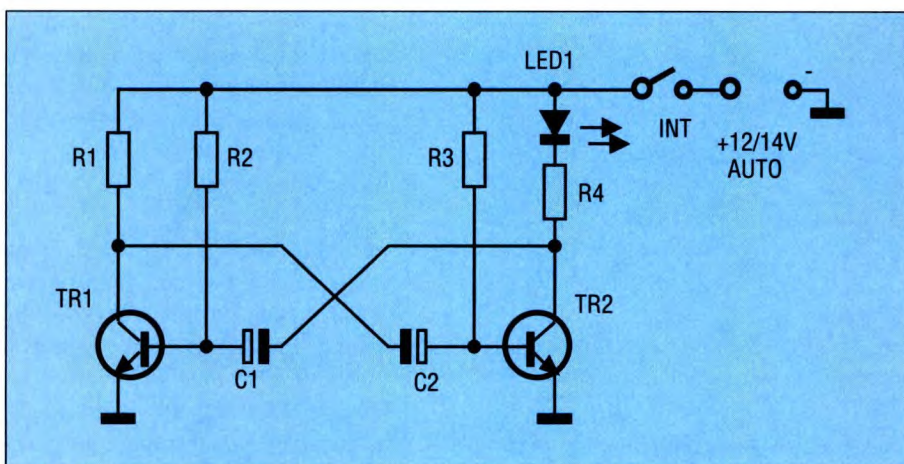 LED1
-
INT
+12/14V
AUTO
R1
R2
R3
R4
TR1
TR2
C1
C2